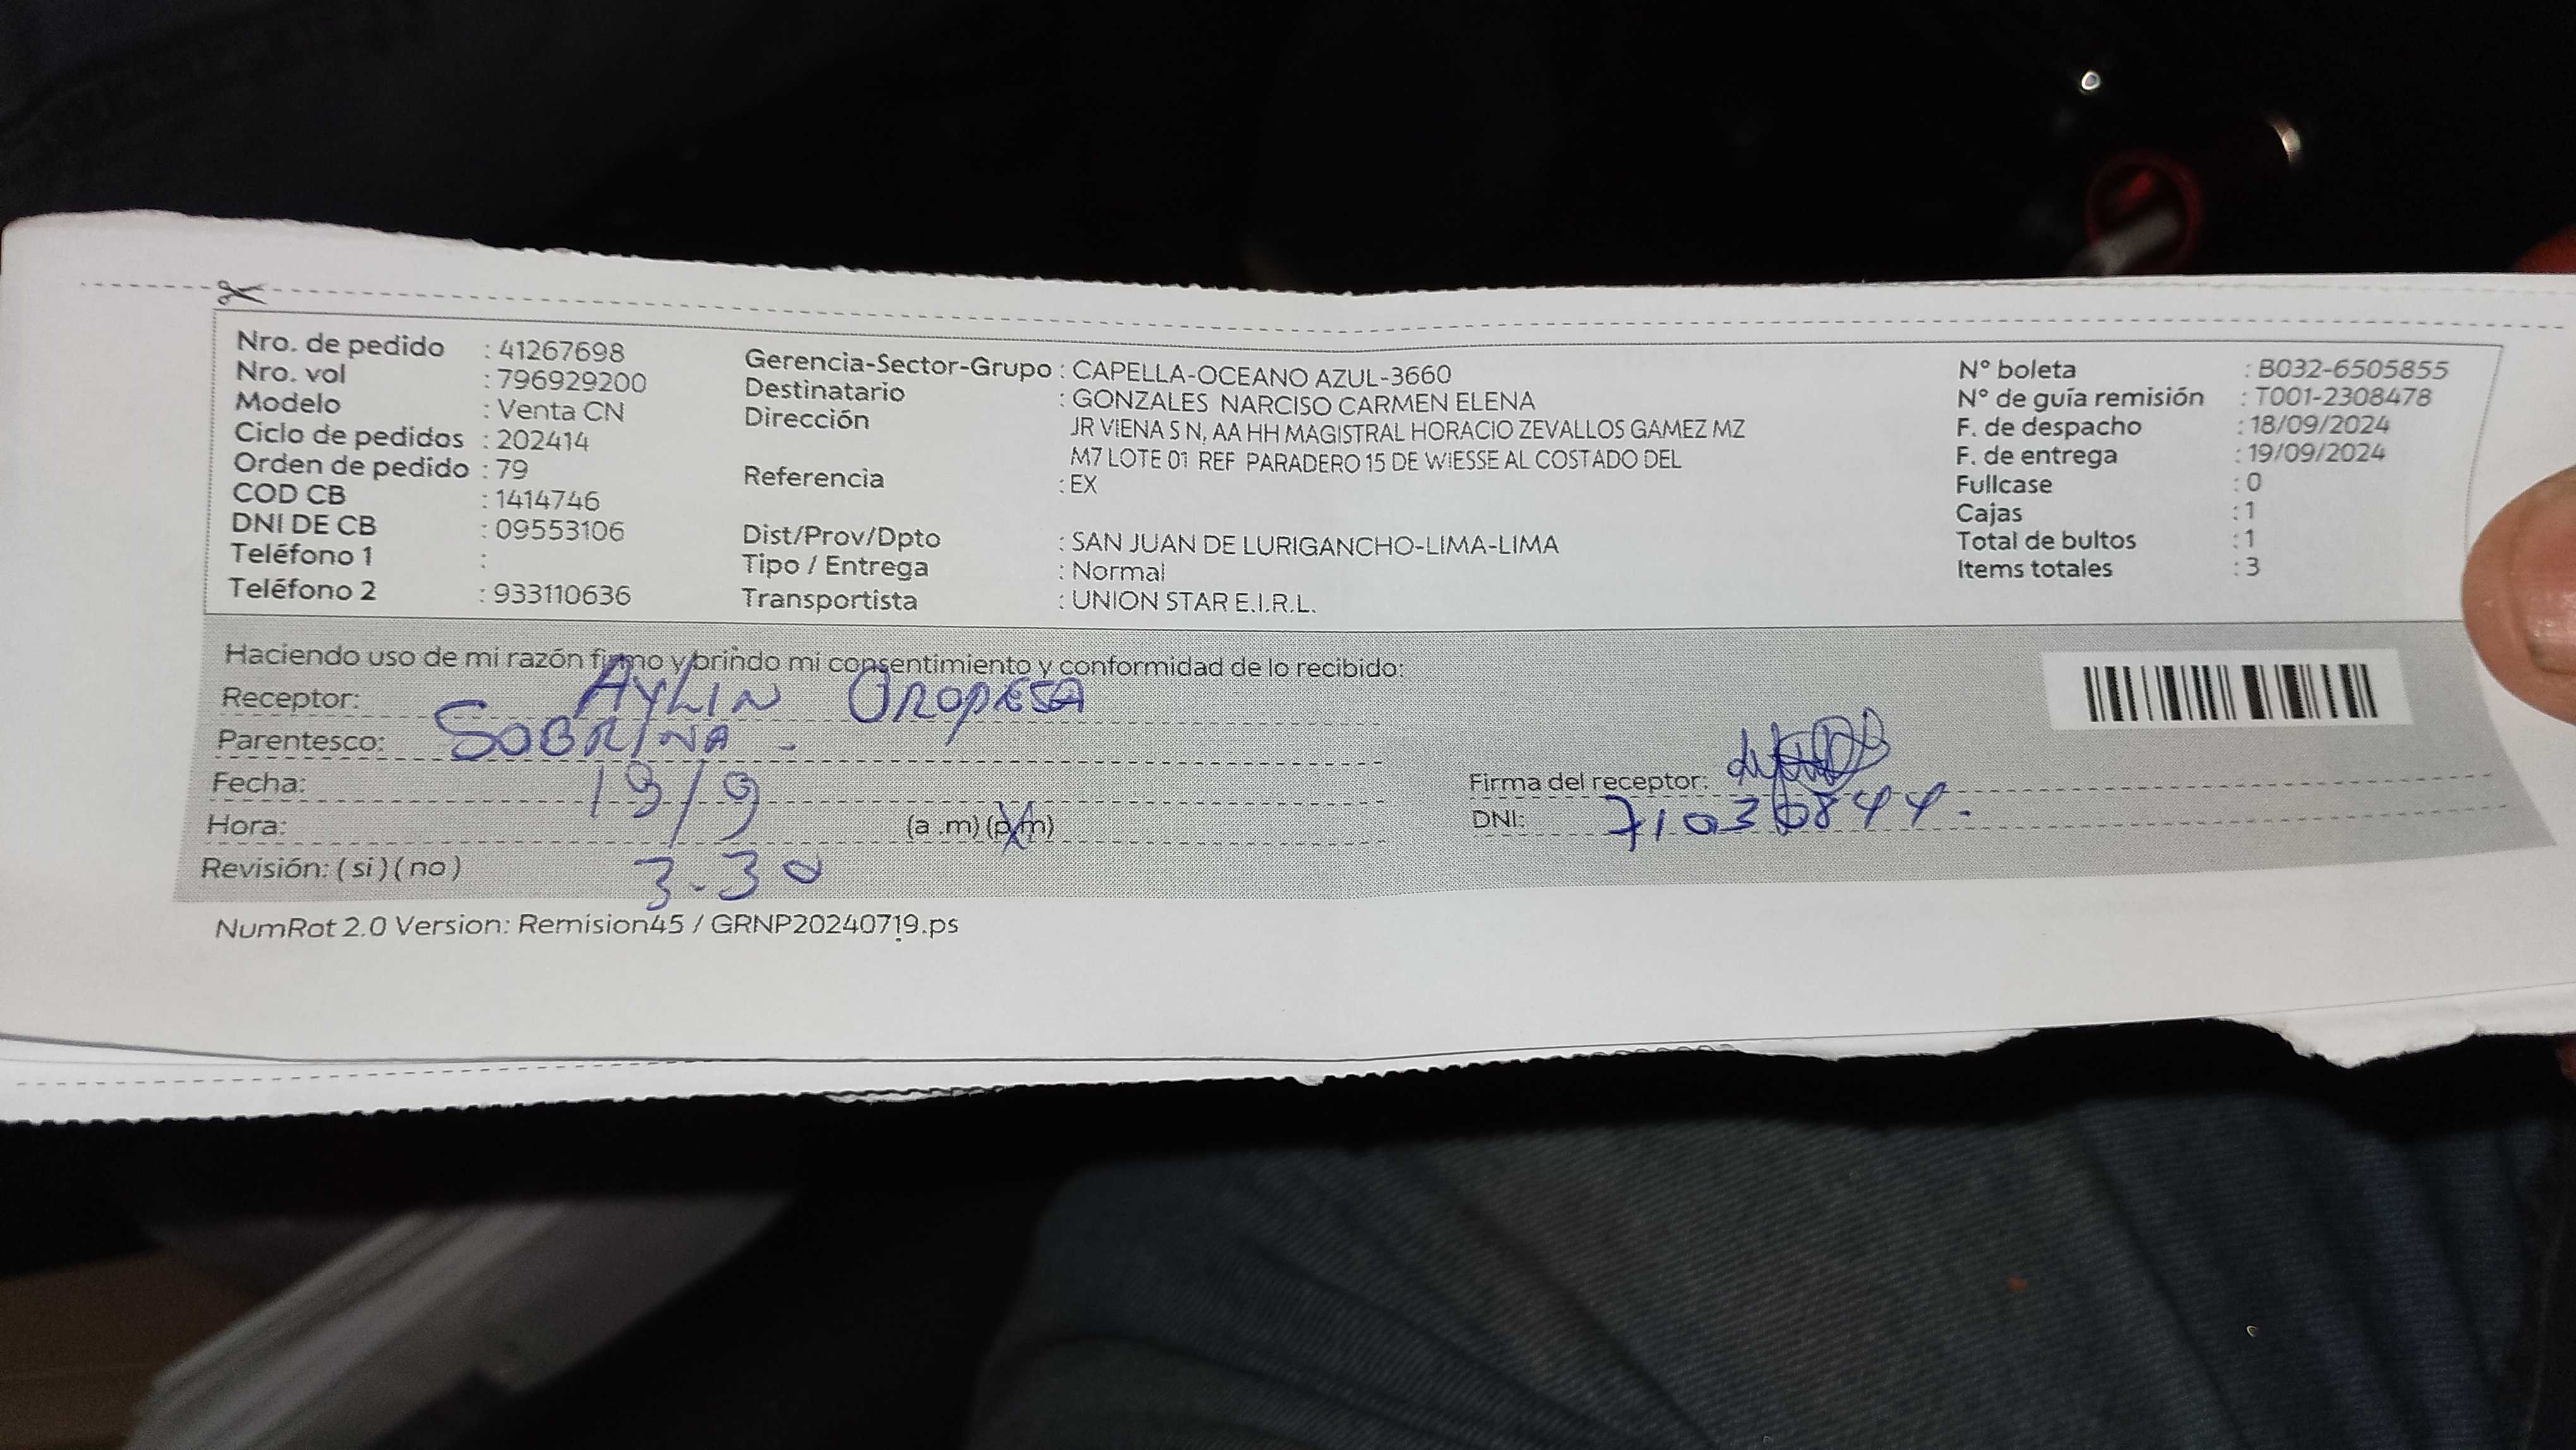 Nro. de pedido : 41267698
Nro. vol : 796929200
Modelo : Venta CN
Ciclo de pedidos : 202414
Orden de pedido : 79
COD CB : 1414746
DNI DE CB : 09553106
Teléfono 1 :
Teléfono 2 : 933110636
Gerencia-Sector-Grupo : CAPELLA-OCEANO AZUL-3660
Destinatario : GONZALES NARCISO CARMEN ELENA
Dirección JR VIENA S N, AA HH MAGISTRAL HORACIO ZEVALLOS GAMEZ MZ
M7 LOTE 01 REF PARADERO 15 DE WIESSE AL COSTADO DEL
Referencia : EX
Dist/Prov/Dpto : SAN JUAN DE LURIGANCHO-LIMA-LIMA
Tipo / Entrega : Normal
Transportista : UNION STAR E.I.R.L.
N° boleta : B032-6505855
N° de guía remisión : T001-2308478
F. de despacho : 18/09/2024
F. de entrega : 19/09/2024
Fullcase : 0
Cajas : 1
Total de bultos : 1
Items totales : 3
Haciendo uso de mi razón firmo y brindo mi consentimiento y conformidad de lo recibido:
Receptor: AYLIN OROPESA
Parentesco: SOBRINA -
Fecha: 19/9
Hora: (a .m) (p.m)
3.30
Revisión: ( si ) ( no )
Firma del receptor:
DNI: 71036844.
NumRot 2.0 Version: Remision45 / GRNP20240719.ps